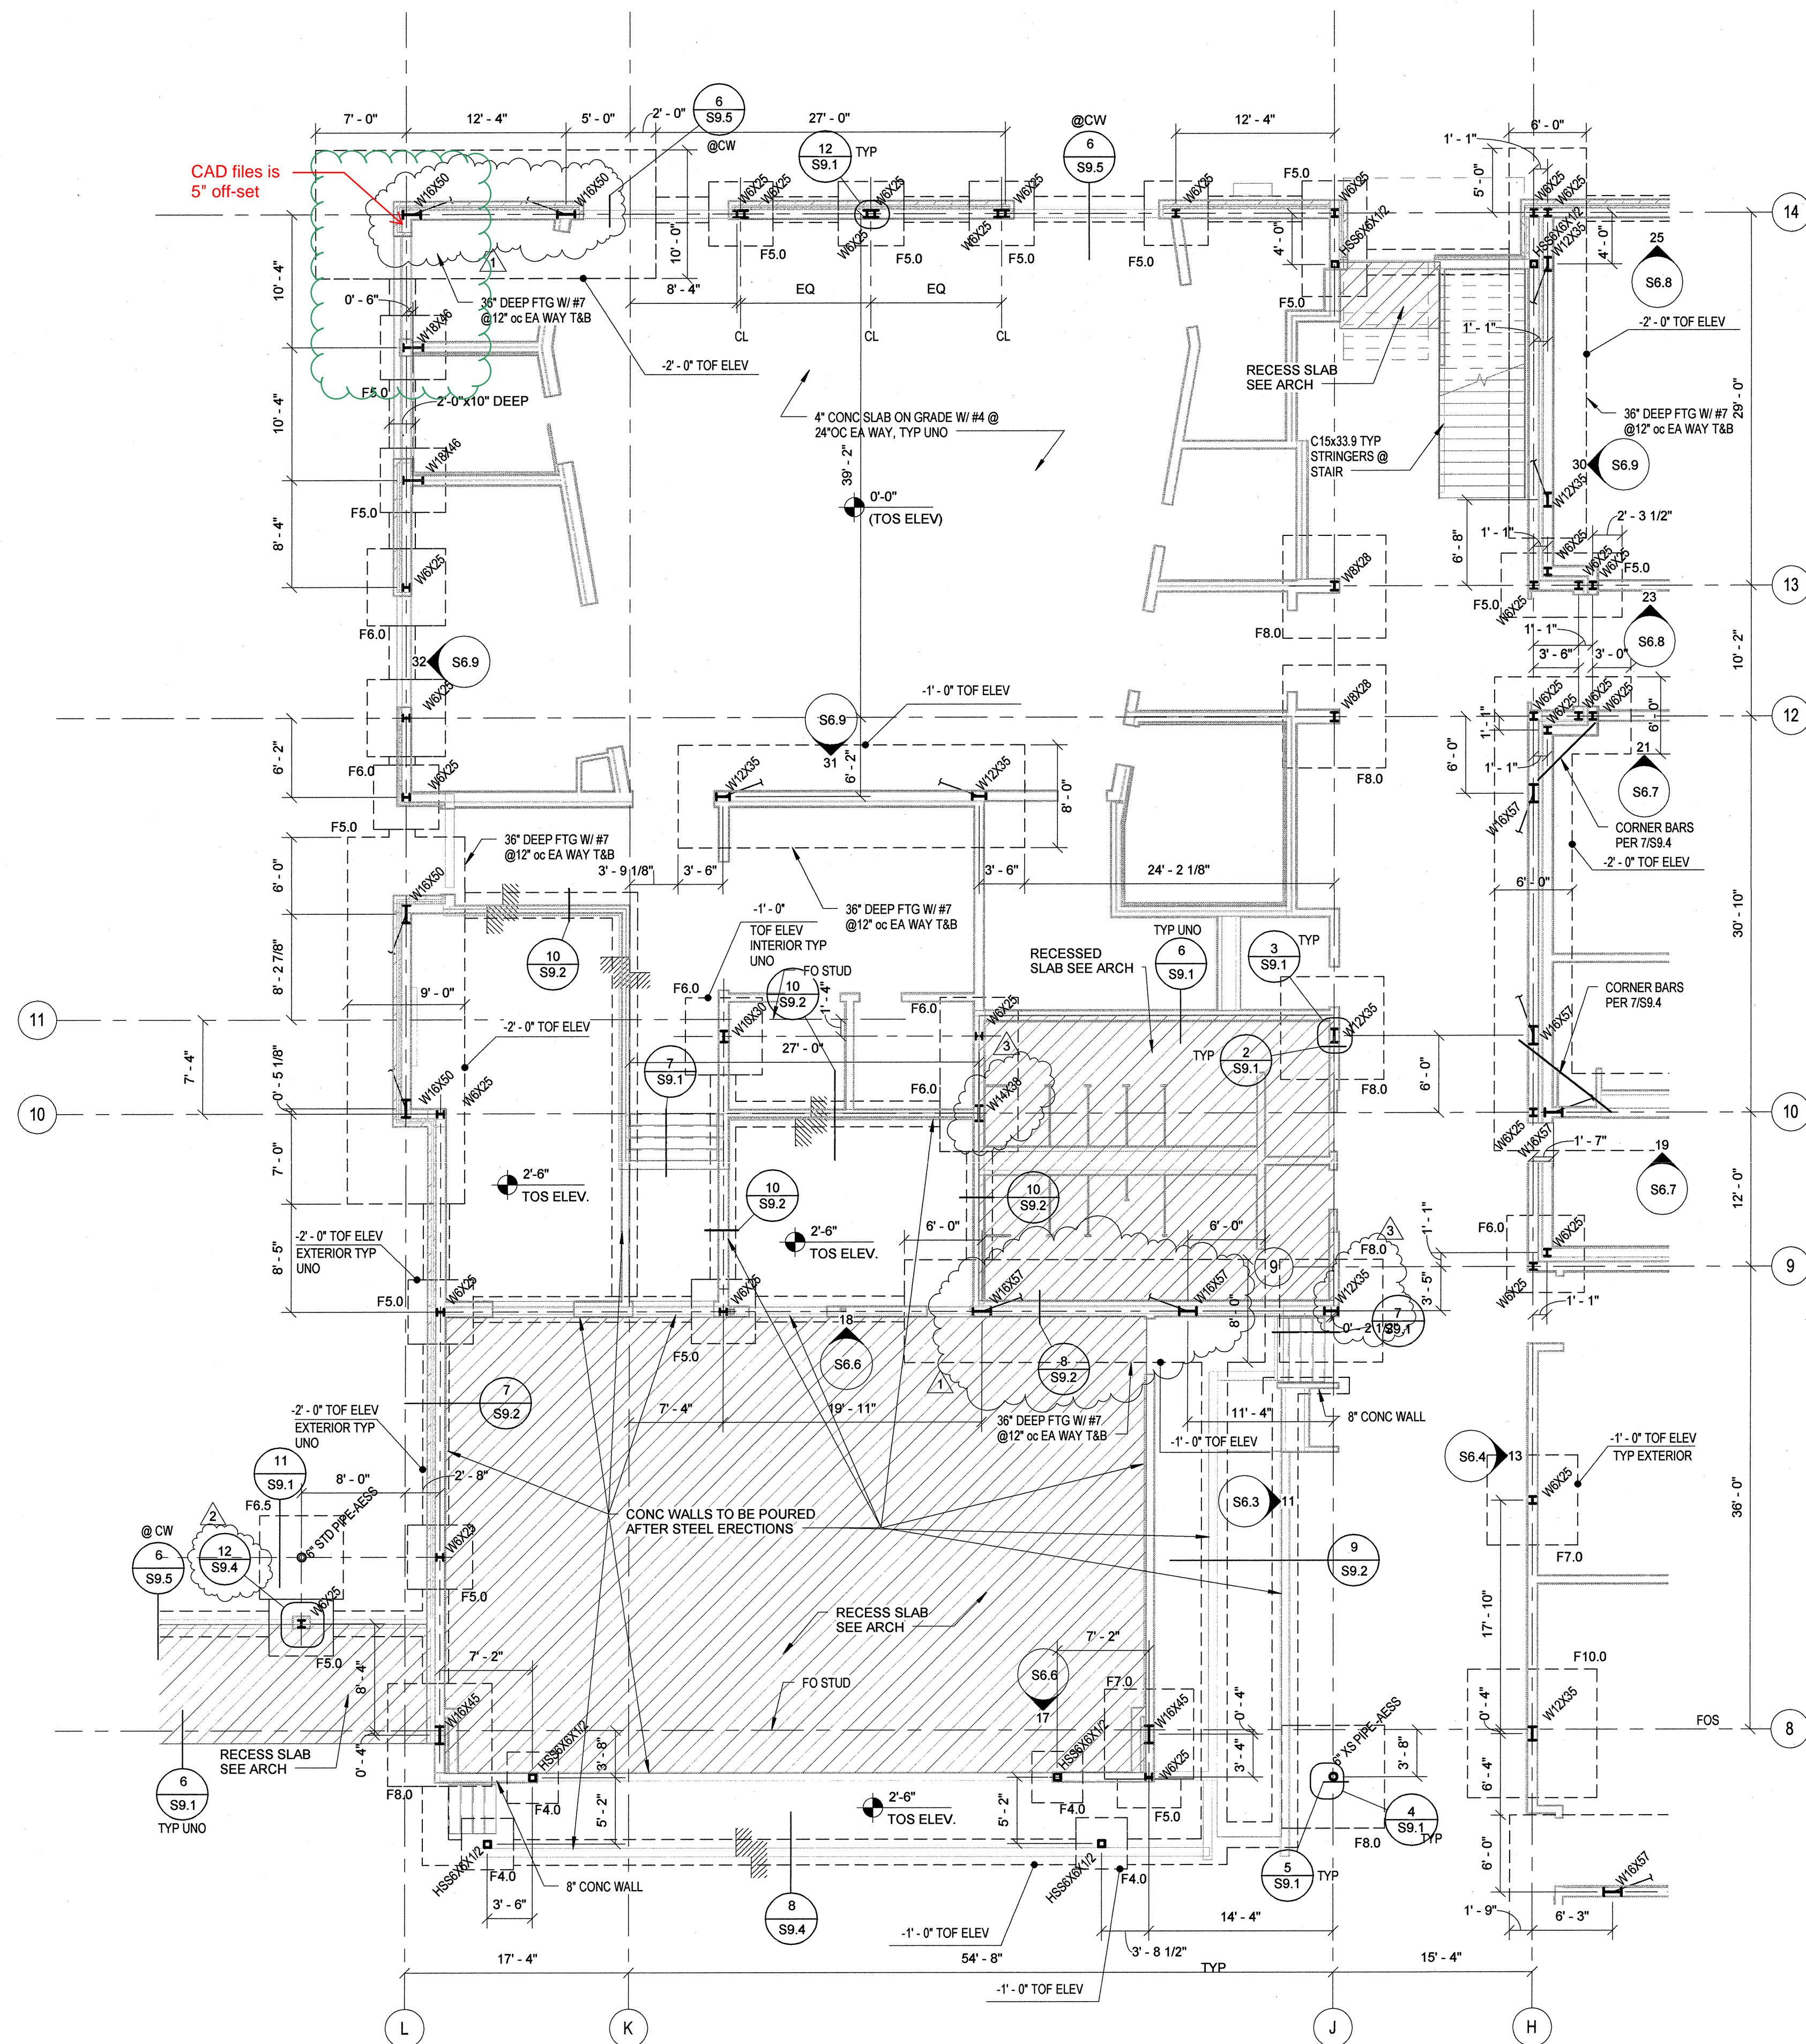 7' - 0"
12' - 4"
5' - 0"
2' - 0"
6
S9.5
@CW
27' - 0"
12
S9.1
TYP
@CW
6
S9.5
12' - 4"
6' - 0"
1' - 1"
5' - 0"
CAD files is
5" off-set
W16X50
W16X50
W6X25
W6X25
W6X25
W6X25
W6X25
W6X25
W6X25
F5.0
W6X25
W6X25
W6X25
HSS6X6X1/2
W12X35
14
10' - 4"
10' - 0"
F5.0
F5.0
F5.0
F5.0
4' - 0"
F5.0
4' - 0"
25
S6.8
1
0' - 6"
36" DEEP FTG W/ #7
@12" oc EA WAY T&B
8' - 4"
EQ
EQ
CL
CL
CL
W18X46
-2' - 0" TOF ELEV
-2' - 0" TOF ELEV
1' - 1"
RECESS SLAB
SEE ARCH
F5.0
2'-0"x10" DEEP
10' - 4"
4" CONC SLAB ON GRADE W/ #4 @
24"OC EA WAY, TYP UNO
36" DEEP FTG W/ #7
@12" oc EA WAY T&B
29' - 0"
W18X46
39' - 2"
C15x33.9 TYP
STRINGERS @
STAIR
30
S6.9
F5.0
0'-0"
(TOS ELEV)
W12X35
2' - 3 1/2"
8' - 4"
6' - 8"
1' - 1"
W6X25
W6X25
W6X25
F5.0
W6X25
W8X28
13
F6.0
F8.0
F5.0
W6X25
23
S6.8
32
S6.9
1' - 1"
3' - 6"
3' - 0"
10' - 2"
W6X25
-1' - 0" TOF ELEV
W8X28
W6X25
W6X25
W6X25
W6X25
12
S6.9
31
6' - 2"
6' - 2"
1' - 1"
6' - 0"
6' - 0"
1' - 1"
21
S6.7
F6.0
W6X25
W12X35
W12X35
F8.0
W16X57
8' - 0"
F5.0
36" DEEP FTG W/ #7
@12" oc EA WAY T&B
CORNER BARS
PER 7/S9.4
-2' - 0" TOF ELEV
6' - 0"
3' - 9 1/8"
3' - 6"
3' - 6"
24' - 2 1/8"
6' - 0"
W16X50
-1' - 0"
TOF ELEV
INTERIOR TYP
UNO
36" DEEP FTG W/ #7
@12" oc EA WAY T&B
30' - 10"
8' - 2 7/8"
10
S9.2
FO STUD
10
S9.2
RECESSED
SLAB SEE ARCH
TYP UNO
6
S9.1
3
S9.1
TYP
9' - 0"
F6.0
1' - 4"
F6.0
CORNER BARS
PER 7/S9.4
11
-2' - 0" TOF ELEV
W10X30
W6X25
W12X35
W16X57
7' - 4"
27' - 0"
3
7
S9.1
TYP
2
S9.1
F8.0
6' - 0"
0' - 5 1/8"
W16X50
W6X25
F6.0
W14X38
10
10
7' - 0"
W6X25
W16X57
1' - 7"
19
S6.7
2'-6"
TOS ELEV.
10
S9.2
10
S9.2
12' - 0"
8' - 5"
-2' - 0" TOF ELEV
EXTERIOR TYP
UNO
2'-6"
TOS ELEV.
6' - 0"
6' - 0"
3
F8.0
F6.0
W6X25
1' - 1"
9
9
F5.0
W6X25
W6X25
W16X57
W16X57
W12X35
8' - 0"
3' - 5"
W6X25
1' - 1"
18
S6.6
0' - 2 1/2"
7
S9.1
F5.0
8
S9.2
1
7
S9.2
-2' - 0" TOF ELEV
EXTERIOR TYP
UNO
7' - 4"
19' - 11"
36" DEEP FTG W/ #7
@12" oc EA WAY T&B
11' - 4"
8" CONC WALL
-1' - 0" TOF ELEV
S6.4
13
-1' - 0" TOF ELEV
TYP EXTERIOR
11
S9.1
8' - 0"
2' - 8"
F6.5
2
6" STD PIPE-AESS
CONC WALLS TO BE POURED
AFTER STEEL ERECTIONS
S6.3
11
W6X25
36' - 0"
@ CW
6
S9.5
12
S9.4
W6X25
9
S9.2
F7.0
W6X25
F5.0
RECESS SLAB
SEE ARCH
17' - 10"
F5.0
7' - 2"
7' - 2"
8' - 4"
F10.0
FO STUD
S6.6
17
F7.0
W16X45
W16X45
0' - 4"
6" XS PIPE-AESS
W12X35
0' - 4"
FOS
8
0' - 4"
RECESS SLAB
SEE ARCH
HSS6X6X1/2
3' - 8"
HSS6X6X1/2
3' - 4"
W6X25
3' - 8"
6' - 4"
6
S9.1
TYP UNO
F8.0
F4.0
5' - 2"
2'-6"
TOS ELEV.
5' - 2"
F4.0
F5.0
4
S9.1
TYP
F8.0
HSS6X6X1/2
F4.0
8" CONC WALL
HSS6X6X1/2
F4.0
5
S9.1
TYP
6' - 0"
W16X57
3' - 6"
8
S9.4
-1' - 0" TOF ELEV
14' - 4"
3' - 8 1/2"
1' - 9"
6' - 3"
17' - 4"
54' - 8"
TYP
15' - 4"
-1' - 0" TOF ELEV
L
K
J
H